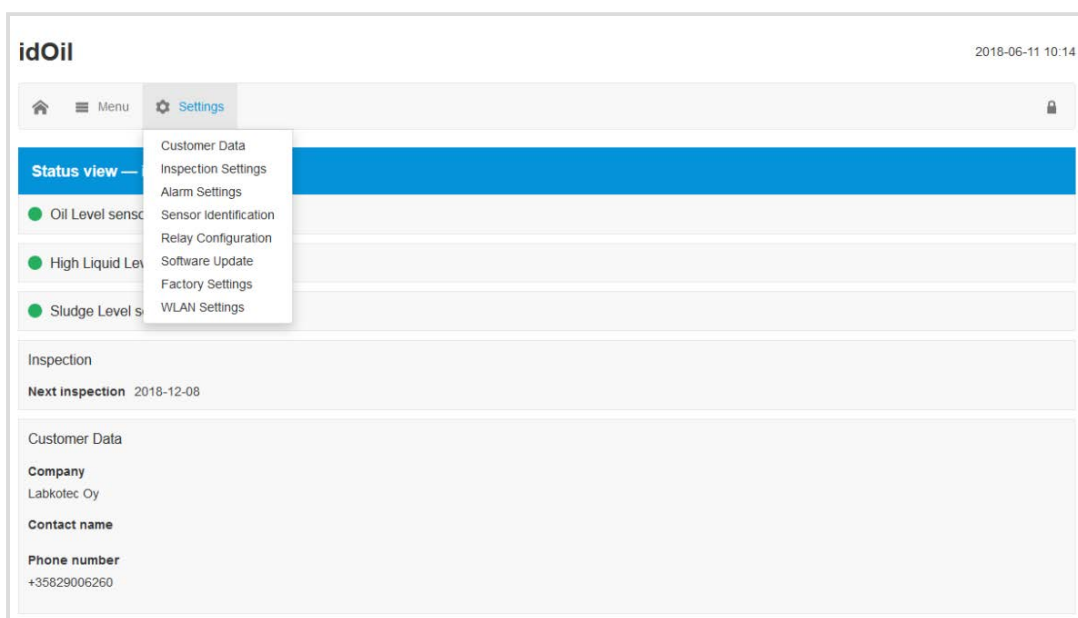 idOil
2018-06-11 10:14
Menu Settings
Customer Data
Inspection Settings
Alarm Settings
Sensor Identification
Relay Configuration
Software Update
Factory Settings
WLAN Settings
Status view —
Oil Level
High Liquid
Sludge Level
Inspection
Next inspection 2018-12-08
Customer Data
Company
Labkotec Oy
Contact name
Phone number
+35829006260